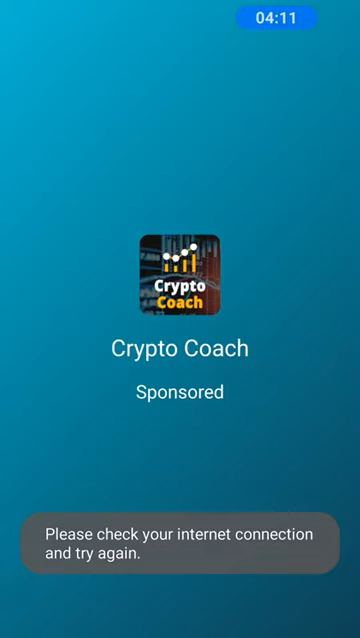 04:11
Crypto
Coach
Crypto Coach
Sponsored
Please check your internet connection
and try again.